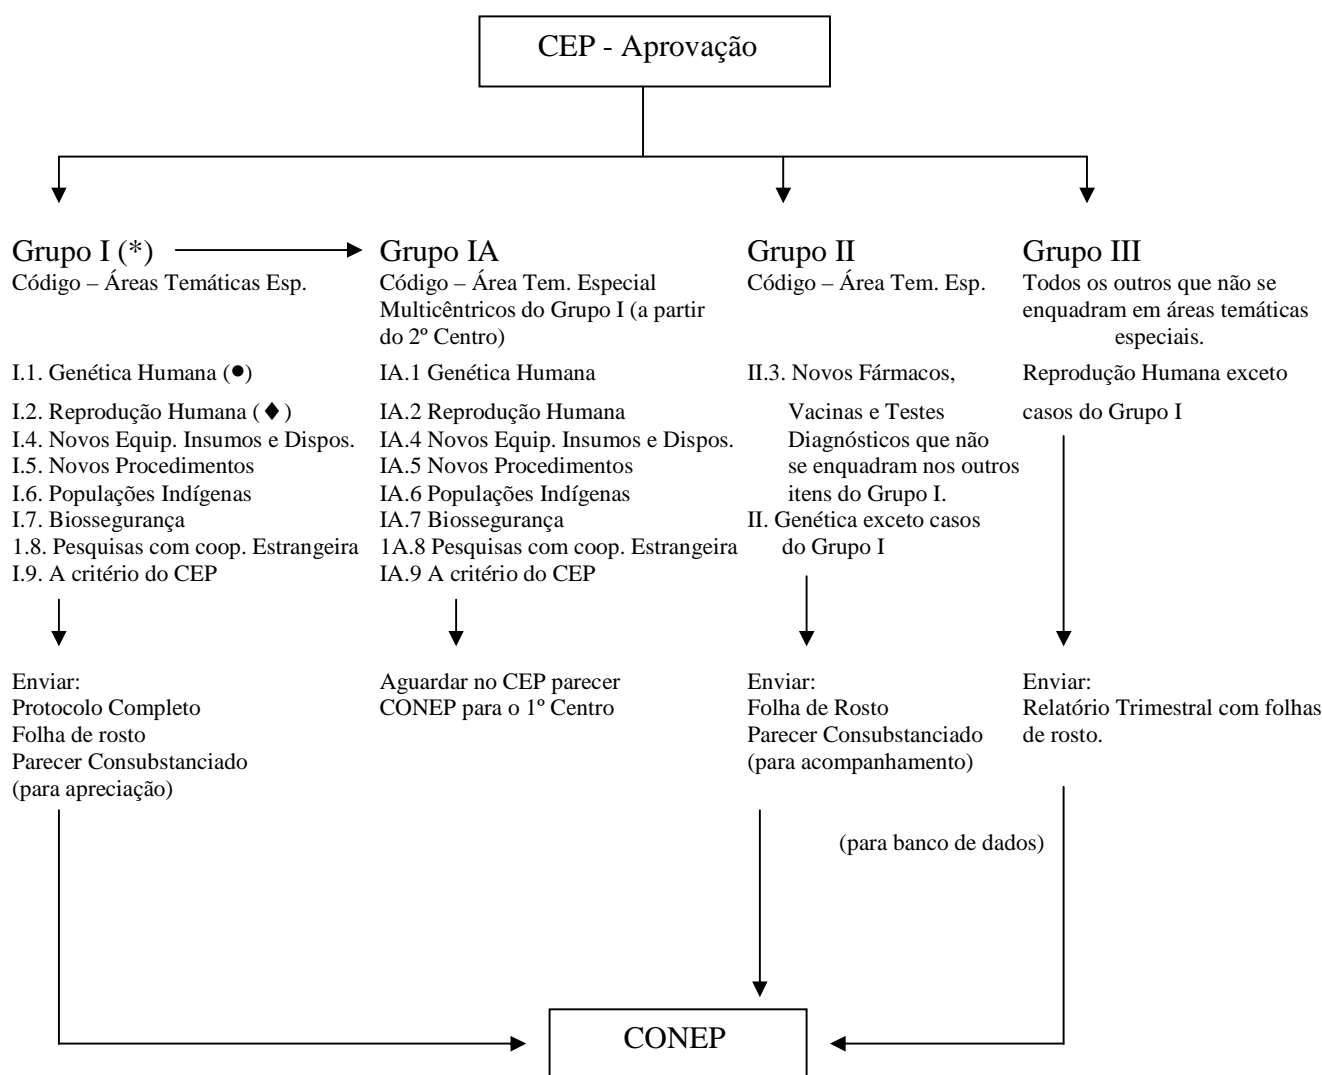 CEP - Aprovação
Grupo I (*)
Código – Áreas Temáticas Esp.
I.1. Genética Humana (●)
I.2. Reprodução Humana (♦)
I.4. Novos Equip. Insumos e Dispos.
I.5. Novos Procedimentos
I.6. Populações Indígenas
I.7. Biossegurança
1.8. Pesquisas com coop. Estrangeira
I.9. A critério do CEP
Enviar:
Protocolo Completo
Folha de rosto
Parecer Consubstanciado
(para apreciação)
Grupo IA
Código – Área Tem. Especial
Multicêntricos do Grupo I (a partir
do 2º Centro)
IA.1 Genética Humana
IA.2 Reprodução Humana
IA.4 Novos Equip. Insumos e Dispos.
IA.5 Novos Procedimentos
IA.6 Populações Indígenas
IA.7 Biossegurança
1A.8 Pesquisas com coop. Estrangeira
IA.9 A critério do CEP
Aguardar no CEP parecer
CONEP para o 1º Centro
Grupo II
Código – Área Tem. Esp.
II.3. Novos Fármacos,
Vacinas e Testes
Diagnósticos que não
se enquadram nos outros
itens do Grupo I.
II. Genética exceto casos
do Grupo I
Enviar:
Folha de Rosto
Parecer Consubstanciado
(para acompanhamento)
Grupo III
Todos os outros que não se
enquadram em áreas temáticas
especiais.
Reprodução Humana exceto
casos do Grupo I
Enviar:
Relatório Trimestral com folhas
de rosto.
(para banco de dados)
CONEP